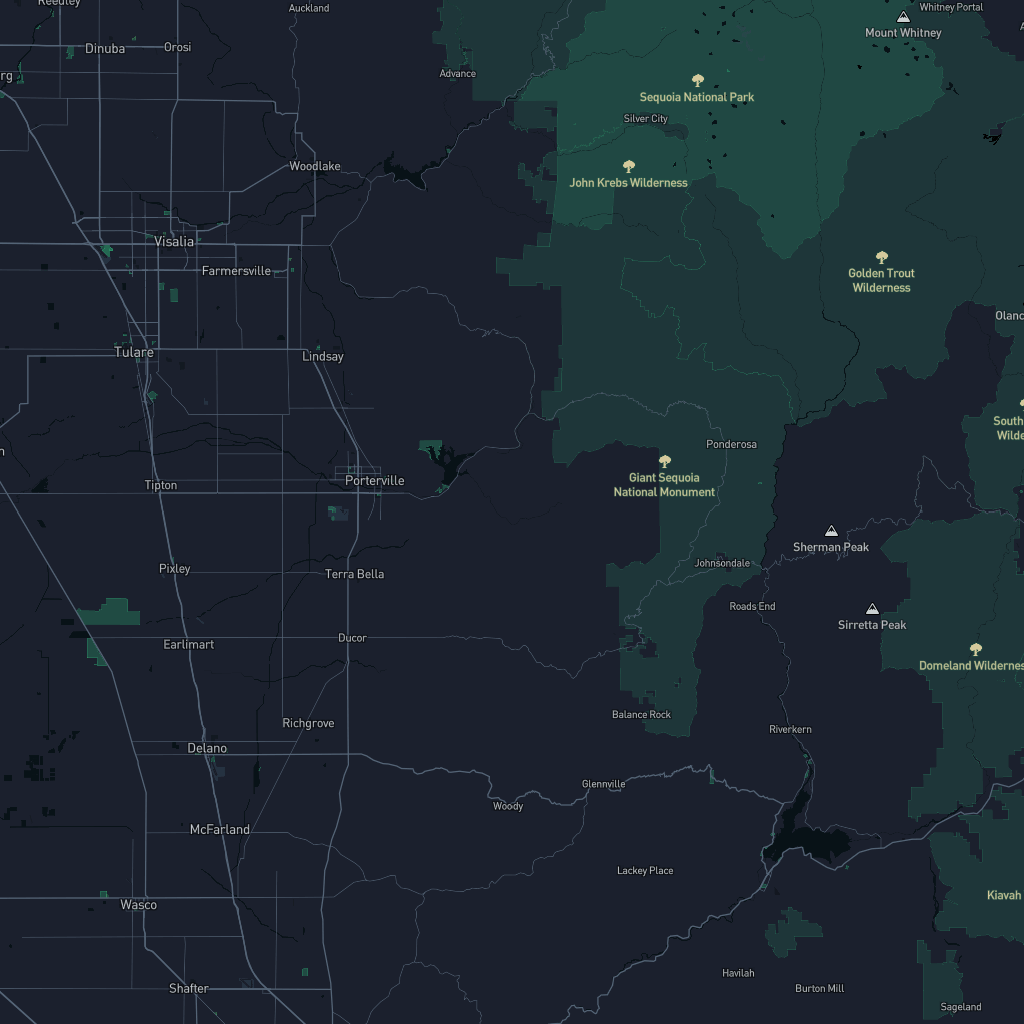 Reedley
Auckland
Whitney Portal
Mount Whitney
Dinuba
Orosi
Advance
rg
Sequoia National Park
Silver City
Woodlake
John Krebs Wilderness
Visalia
Farmersville
Golden Trout
Wilderness
Olanc
Tulare
Lindsay
South
Wilde
Ponderosa
n
Giant Sequoia
National Monument
Tipton
Porterville
Sherman Peak
Pixley
Terra Bella
Johnsondale
Roads End
Sirretta Peak
Earlimart
Ducor
Domeland Wildernes
Richgrove
Balance Rock
Riverkern
Delano
Glennville
Woody
McFarland
Lackey Place
Wasco
Kiavah
Havilah
Burton Mill
Shafter
Sageland